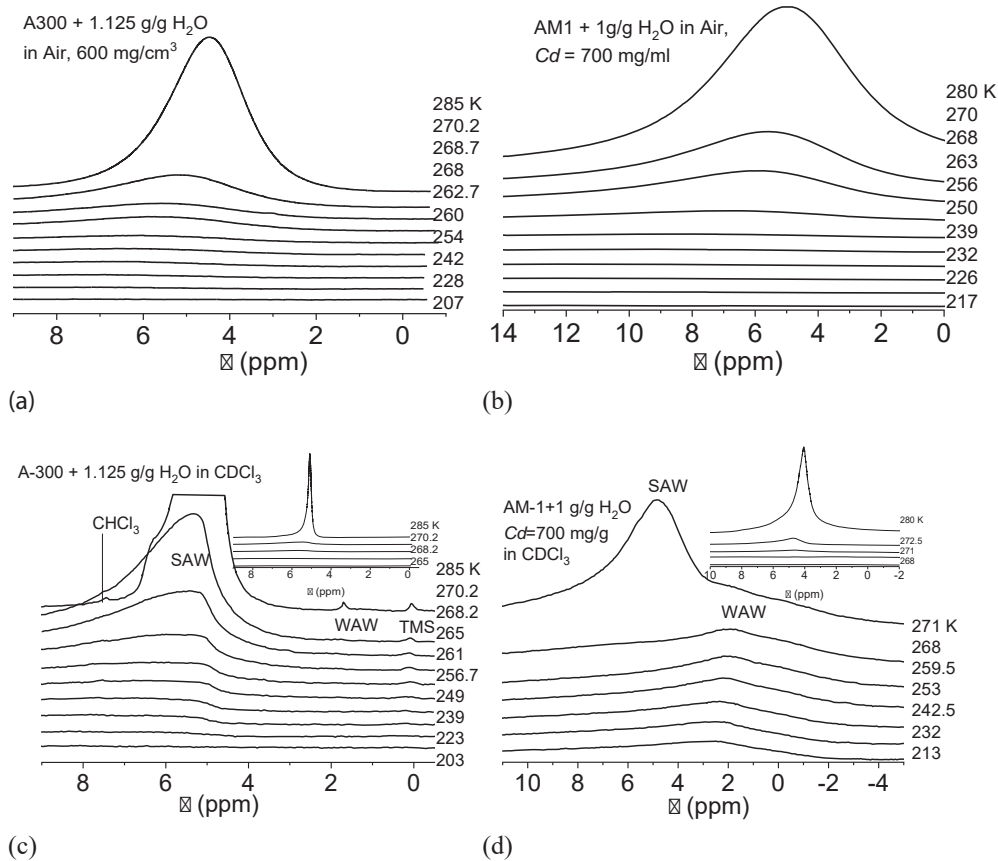 A300 + 1.125 g/g H₂O
in Air, 600 mg/cm³
285 K
270.2
268.7
268
262.7
260
254
242
228
207
8 6 4 2 0
(ppm)
(a)
AM1 + 1g/g H₂O in Air,
Cd = 700 mg/ml
280 K
270
268
263
256
250
239
232
226
217
14 12 10 8 6 4 2 0
(ppm)
(b)
A-300 + 1.125 g/g H₂O in CDCl₃
CHCl₃
SAW
WAW
TMS
285 K
270.2
268.2
265
8 6 4 2 0
(ppm)
285 K
270.2
268.2
265
261
256.7
249
239
223
203
8 6 4 2 0
(ppm)
(c)
AM-1+1 g/g H₂O
Cd=700 mg/g
in CDCl₃
SAW
WAW
280 K
272.5
271
268
10 8 6 4 2 0 -2
(ppm)
271 K
268
259.5
253
242.5
232
213
10 8 6 4 2 0 -2 -4
(ppm)
(d)